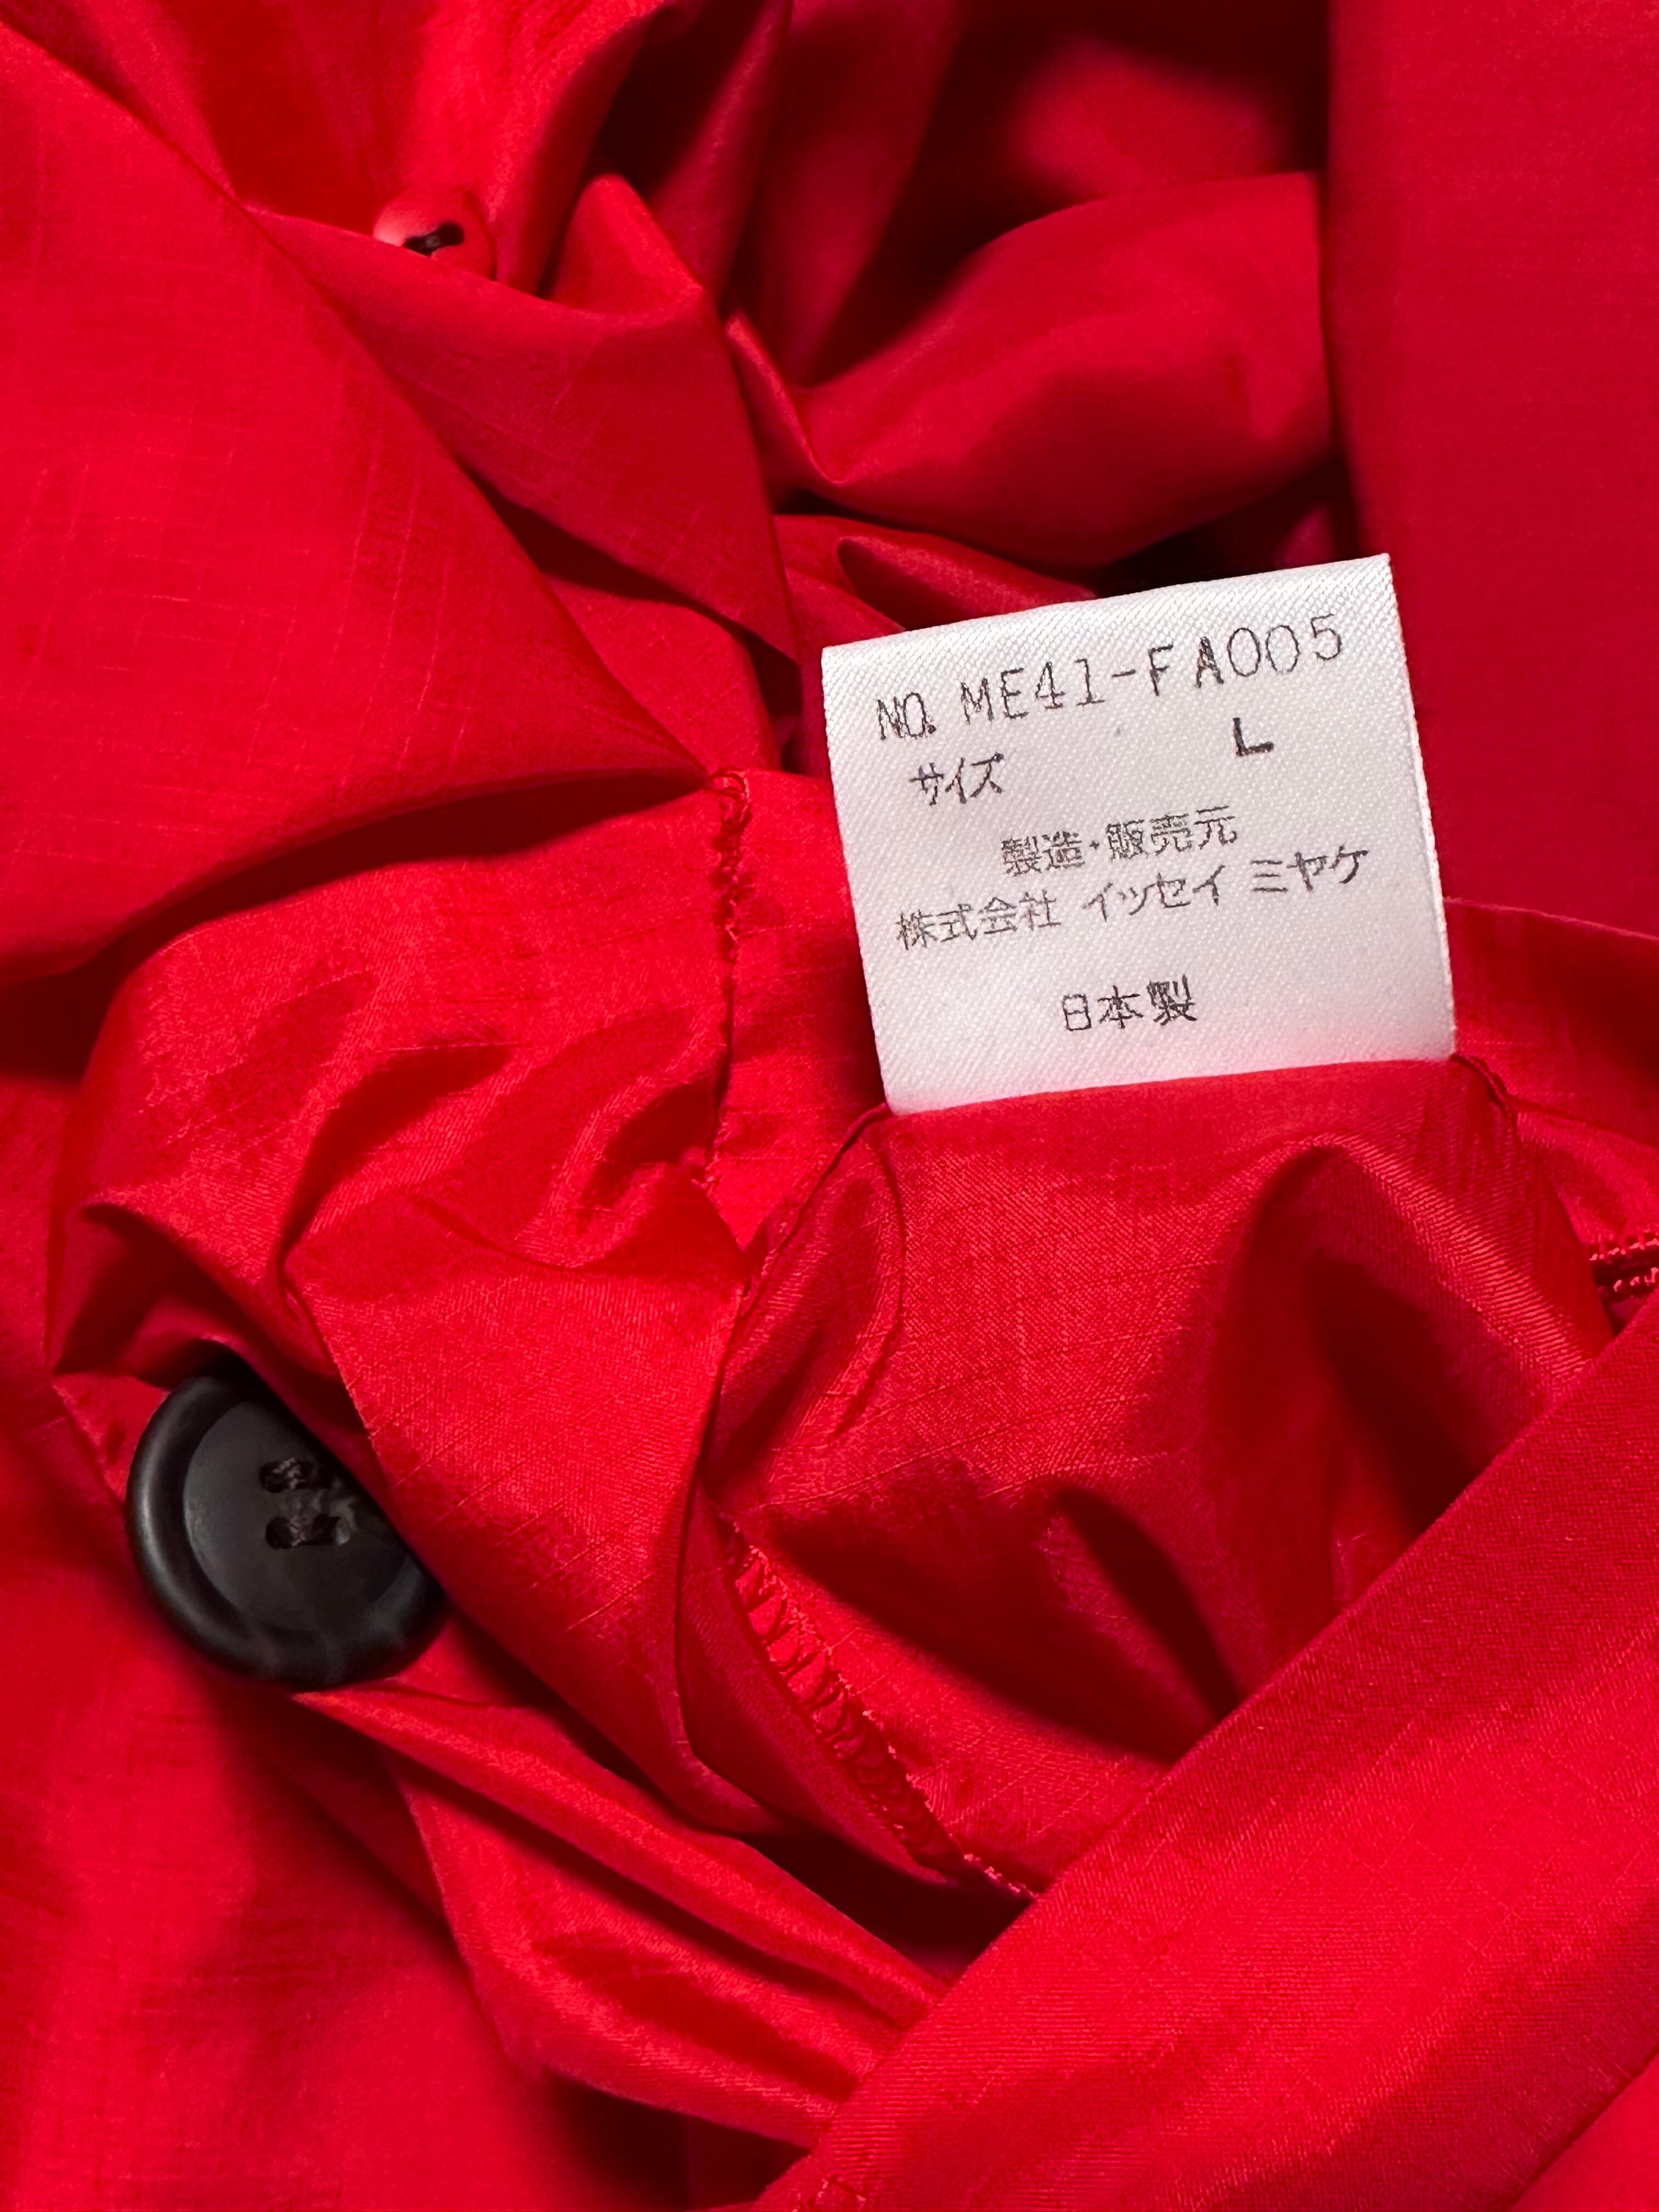 NO. ME41-FA005
サイズ L
製造・販売元
株式会社 イッセイ ミヤケ
日本製